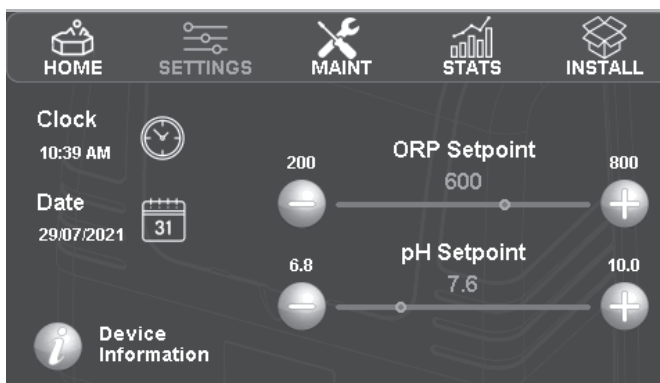 HOME SETTINGS MAINT STATS INSTALL
Clock
10:39 AM
Date
29/07/2021
31
ORP Setpoint
200 600 800
pH Setpoint
6.8 7.6 10.0
Device
Information